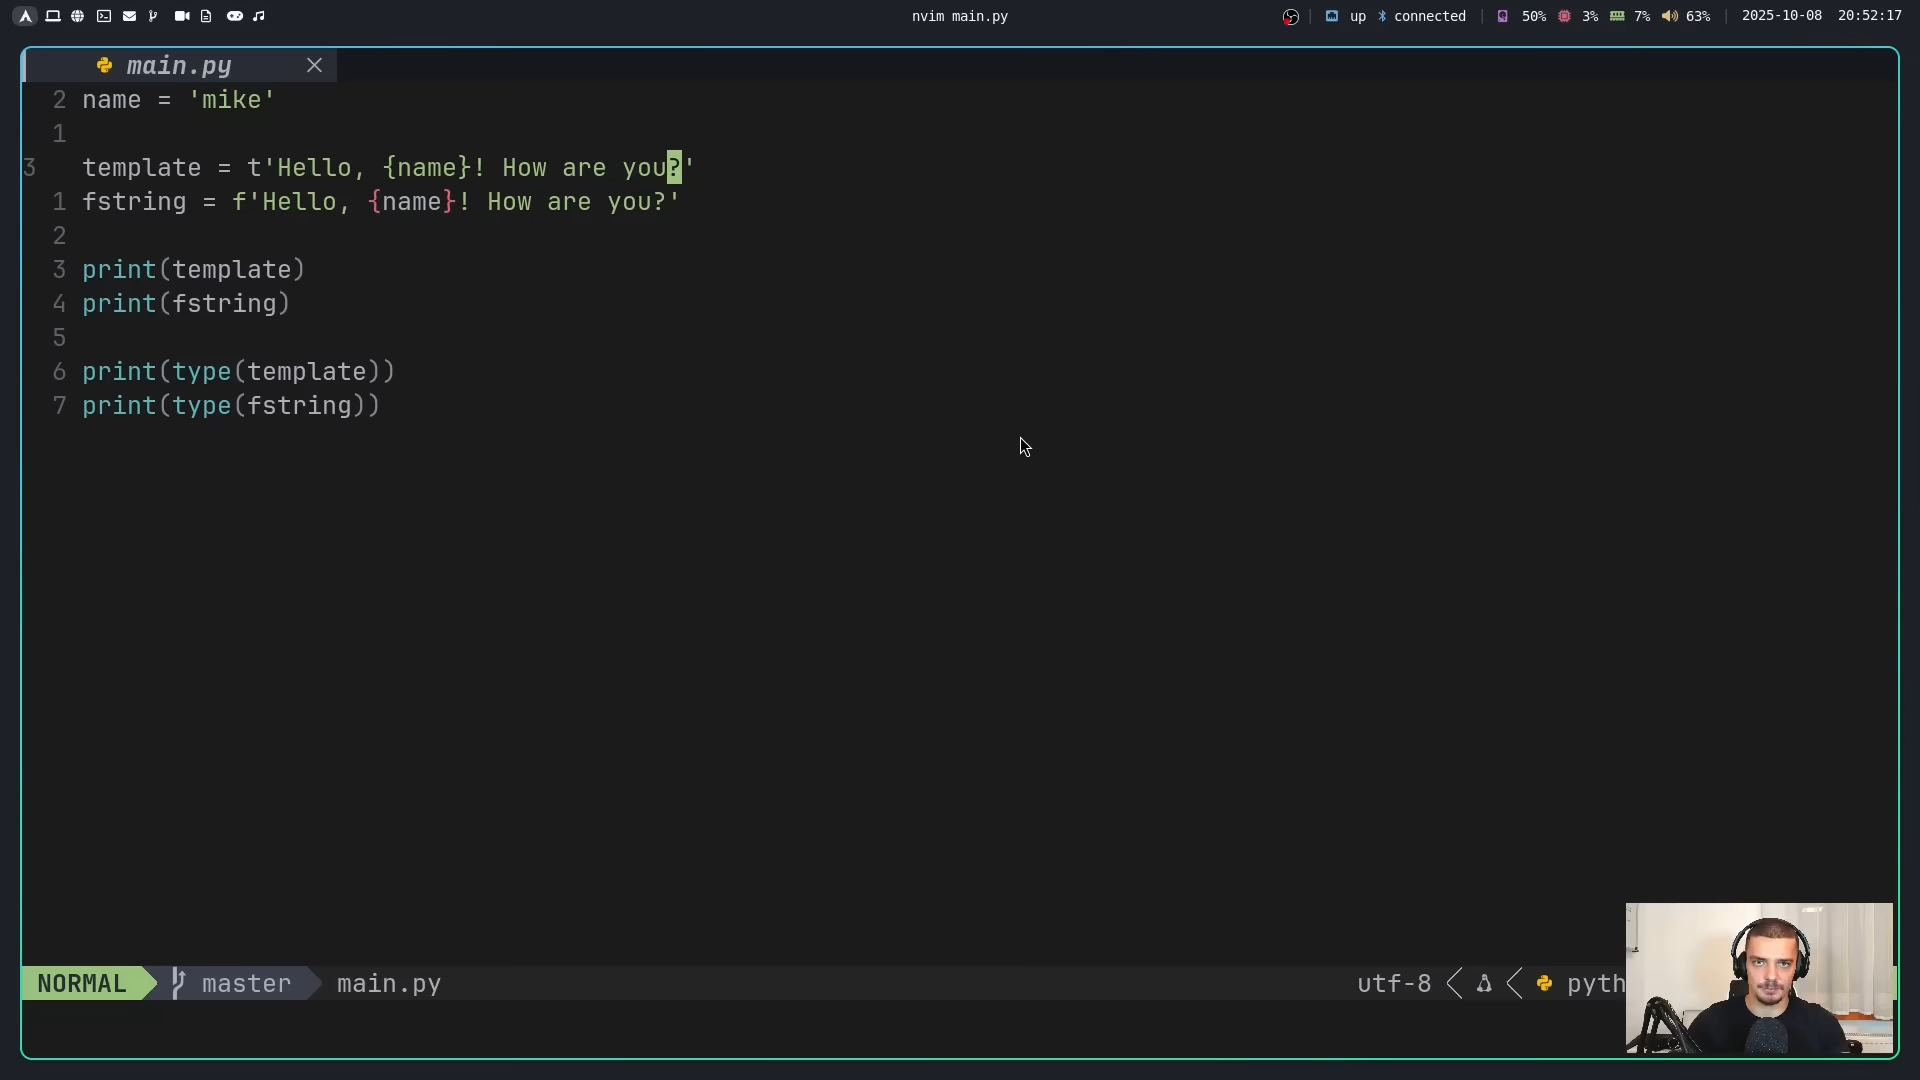 nvim main.py
up connected 50% 3% 7% 63% 2025-10-08 20:52:17
main.py
2 name = 'mike'
1
3 template = t'Hello, {name}! How are you?'
1 fstring = f'Hello, {name}! How are you?'
2
3 print(template)
4 print(fstring)
5
6 print(type(template))
7 print(type(fstring))
NORMAL master main.py utf-8 pyth